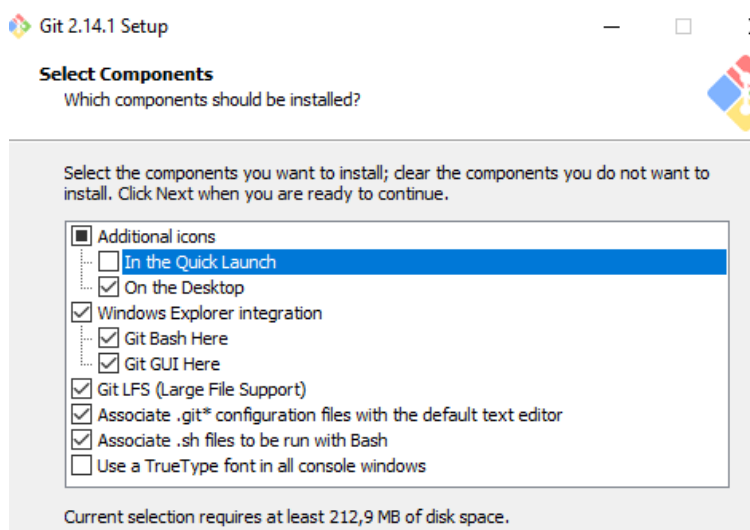 Git 2.14.1 Setup
Select Components
Which components should be installed?
Select the components you want to install; clear the components you do not want to
install. Click Next when you are ready to continue.
Additional icons
In the Quick Launch
On the Desktop
Windows Explorer integration
Git Bash Here
Git GUI Here
Git LFS (Large File Support)
Associate .git* configuration files with the default text editor
Associate .sh files to be run with Bash
Use a TrueType font in all console windows
Current selection requires at least 212,9 MB of disk space.